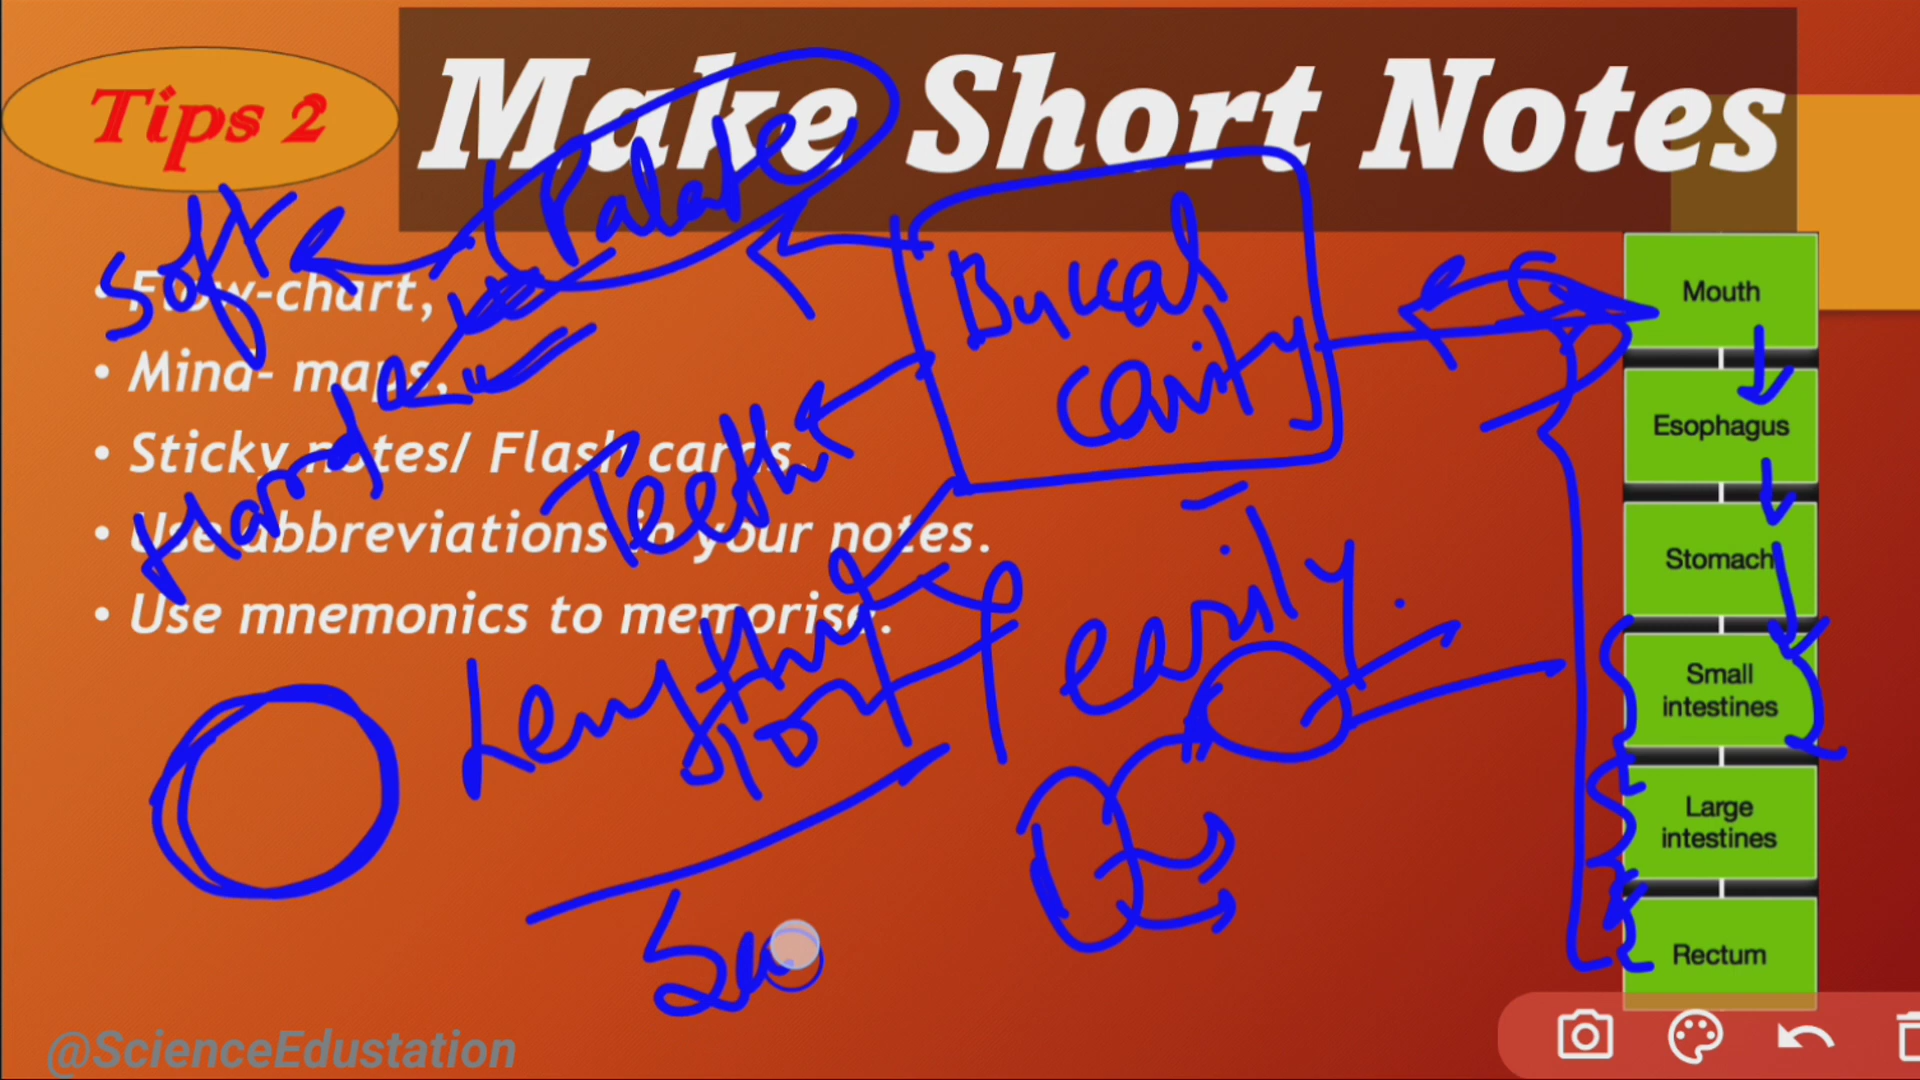 Tips 2
Make Short Notes
• Flow-chart,
• Mind- maps,
• Sticky notes/ Flash cards.
• Use abbreviations in your notes.
• Use mnemonics to memorise.
Palate
Soft
Hard
Buccal
Cavity
Teeth
Lengthy
easily.
Mouth
Esophagus
Stomach
Small
intestines
Large
intestines
Rectum
@ScienceEdustation